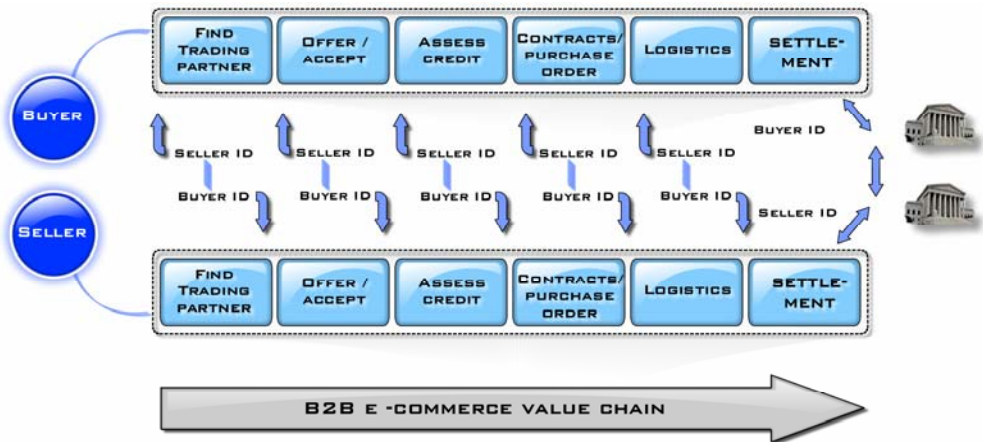 FIND
TRADING
PARTNER
OFFER /
ACCEPT
ASSESS
CREDIT
CONTRACTS/
PURCHASE
ORDER
LOGISTICS
SETTLE-
MENT
BUYER
BUYER ID
SELLER ID
SELLER ID
SELLER ID
SELLER ID
SELLER ID
BUYER ID
BUYER ID
BUYER ID
BUYER ID
BUYER ID
SELLER ID
SELLER
FIND
TRADING
PARTNER
OFFER /
ACCEPT
ASSESS
CREDIT
CONTRACTS/
PURCHASE
ORDER
LOGISTICS
SETTLE-
MENT
B2B E -COMMERCE VALUE CHAIN